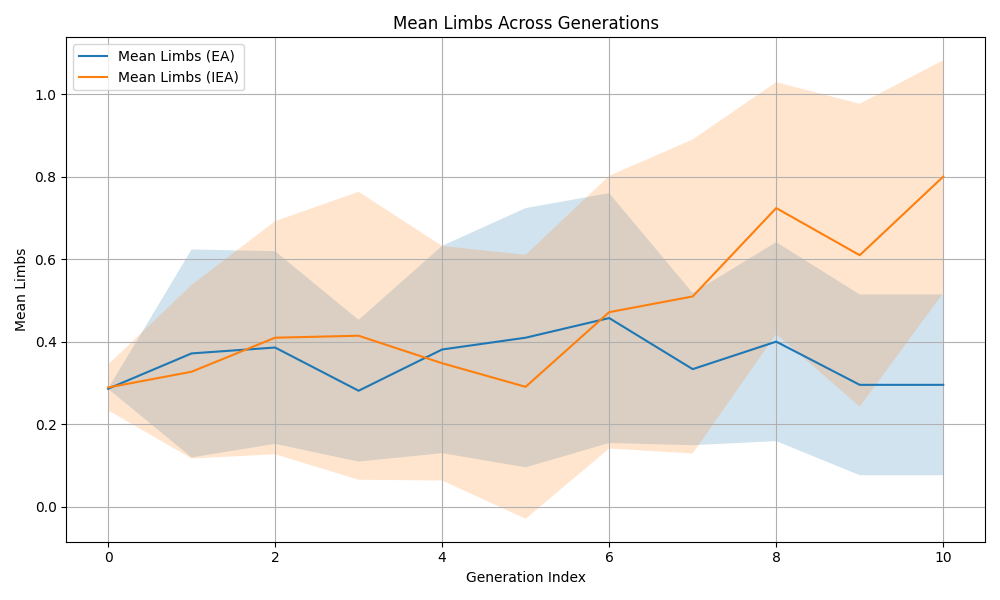 Mean Limbs Across Generations
Mean Limbs (EA)
Mean Limbs (IEA)
Mean Limbs
1.0
0.8
0.6
0.4
0.2
0.0
0 2 4 6 8 10
Generation Index